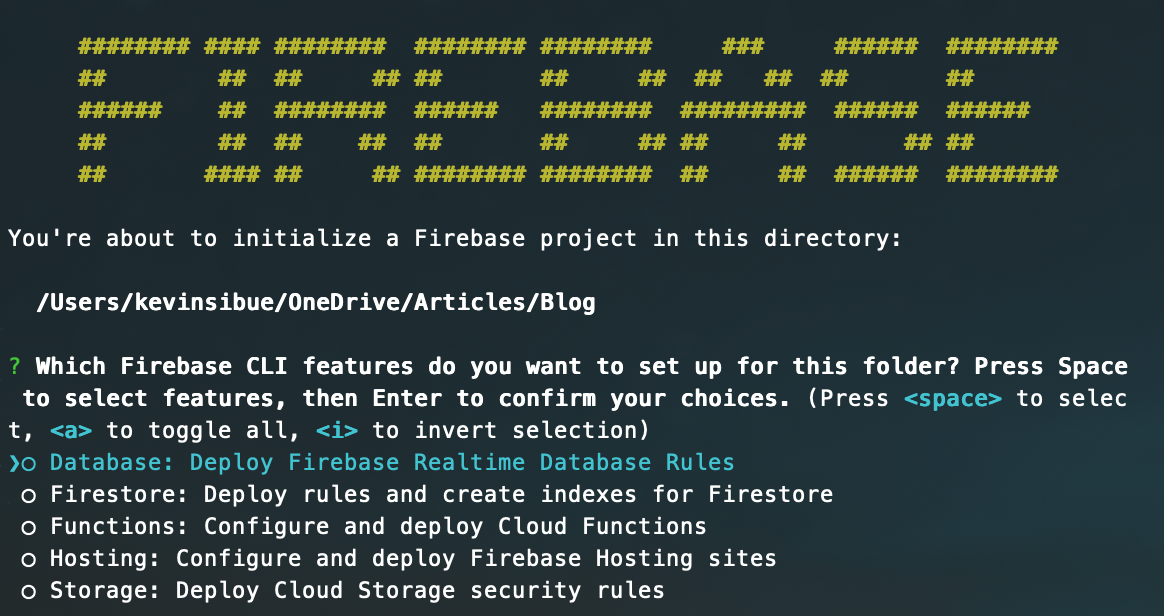 ######## #### ########  ######## ########     ###     ######  ########
##        ##  ##     ## ##       ##     ##  ##   ##  ##       ##
######    ##  ########  ######   ########  #########  ######  ######
##        ##  ##    ##  ##       ##     ## ##     ##       ## ##
##       #### ##     ## ######## ########  ##     ##  ######  ########
You're about to initialize a Firebase project in this directory:
/Users/kevinsibue/OneDrive/Articles/Blog
? Which Firebase CLI features do you want to set up for this folder? Press Space
to select features, then Enter to confirm your choices. (Press <space> to selec
t, <a> to toggle all, <i> to invert selection)
❯◯ Database: Deploy Firebase Realtime Database Rules
◯ Firestore: Deploy rules and create indexes for Firestore
◯ Functions: Configure and deploy Cloud Functions
◯ Hosting: Configure and deploy Firebase Hosting sites
◯ Storage: Deploy Cloud Storage security rules